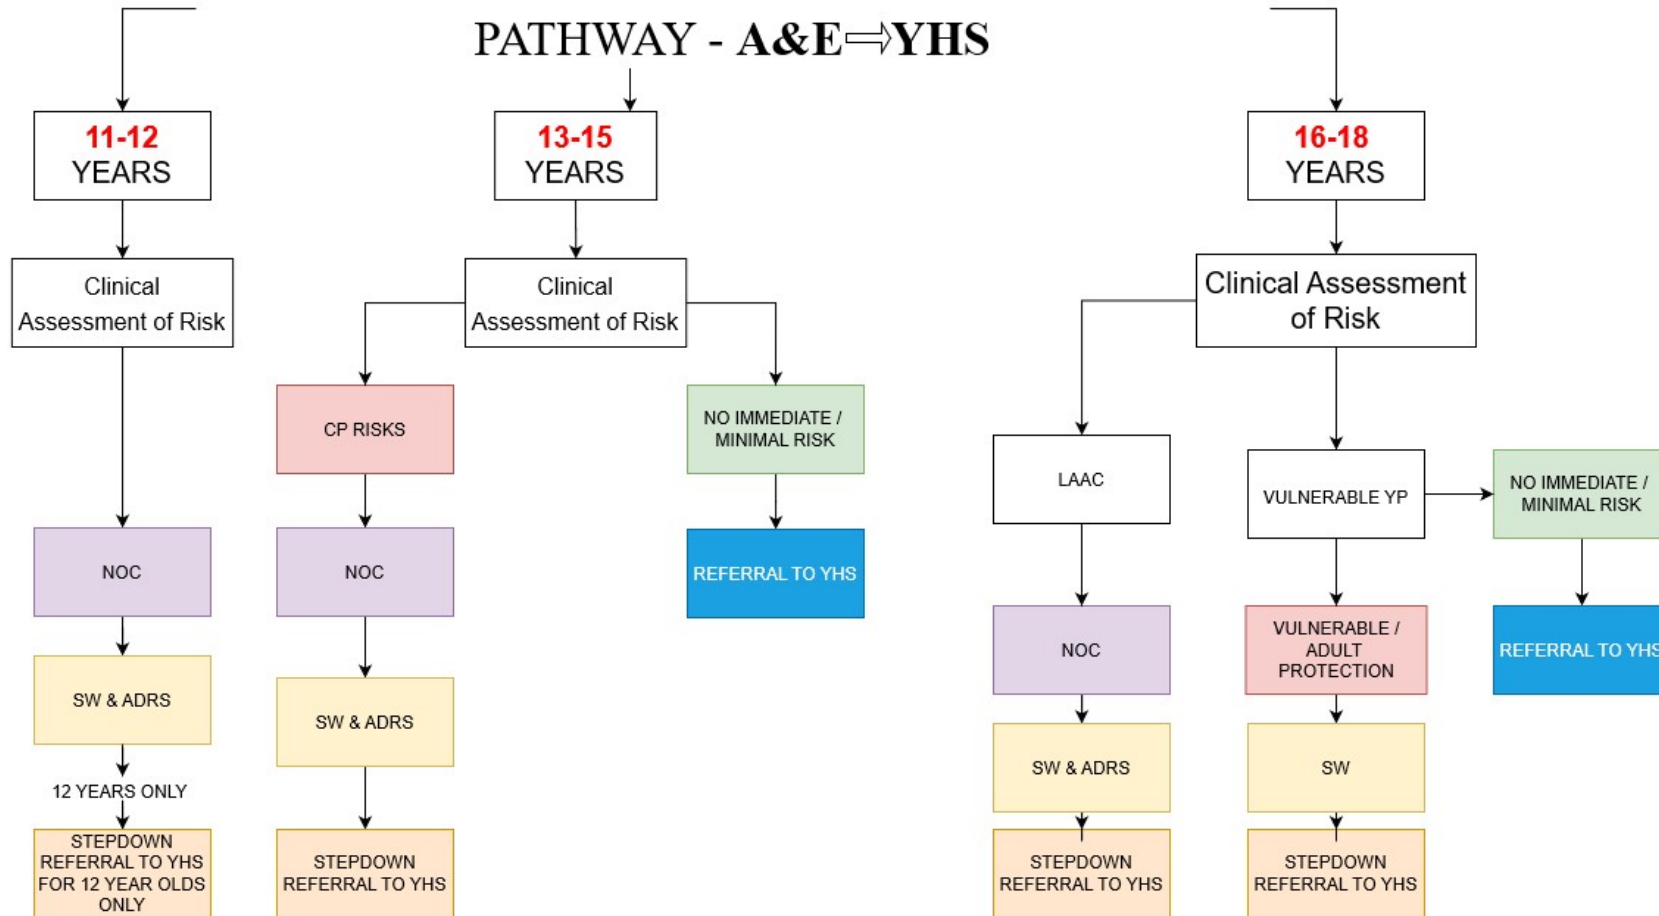 PATHWAY - A&E⇨YHS
11-12
YEARS
Clinical
Assessment of Risk
NOC
SW & ADRS
12 YEARS ONLY
STEPDOWN
REFERRAL TO YHS
FOR 12 YEAR OLDS
ONLY
13-15
YEARS
Clinical
Assessment of Risk
CP RISKS
NOC
SW & ADRS
STEPDOWN
REFERRAL TO YHS
NO IMMEDIATE /
MINIMAL RISK
REFERRAL TO YHS
16-18
YEARS
Clinical Assessment
of Risk
LAAC
NOC
SW & ADRS
STEPDOWN
REFERRAL TO YHS
VULNERABLE YP
VULNERABLE /
ADULT
PROTECTION
SW
STEPDOWN
REFERRAL TO YHS
NO IMMEDIATE /
MINIMAL RISK
REFERRAL TO YHS